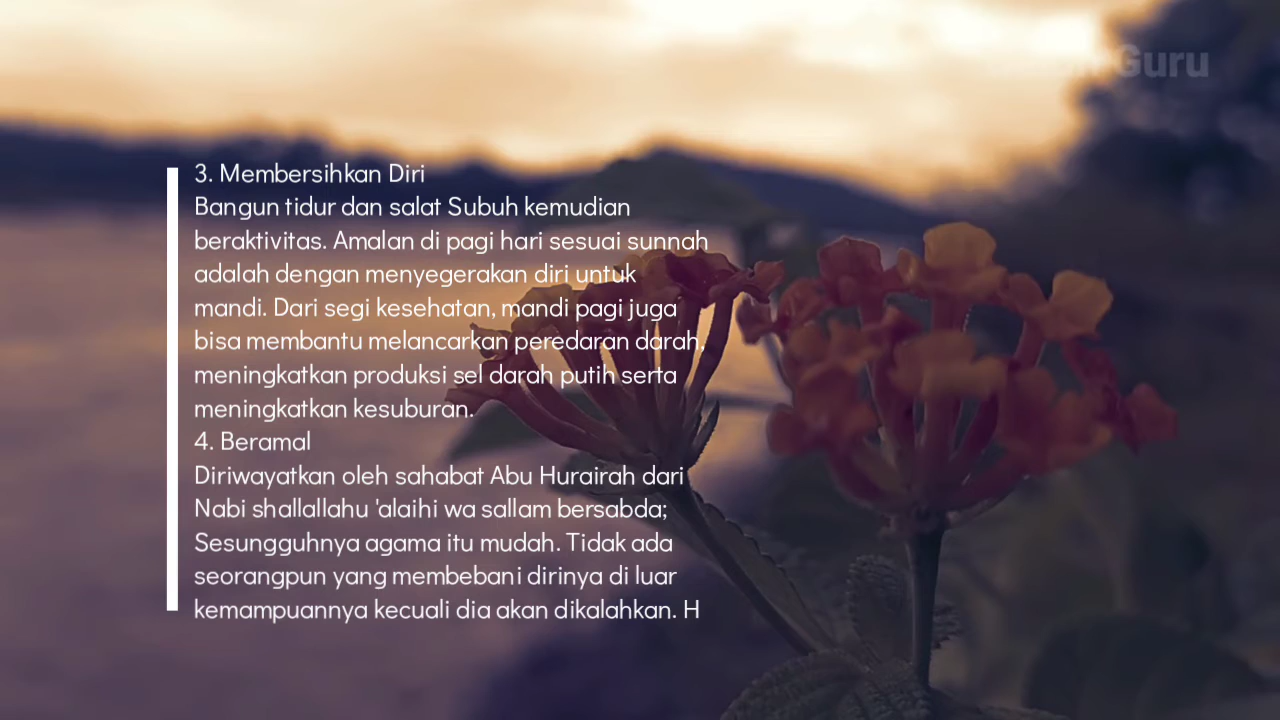 Guru
3. Membersihkan Diri
Bangun tidur dan salat Subuh kemudian
beraktivitas. Amalan di pagi hari sesuai sunnah
adalah dengan menyegerakan diri untuk
mandi. Dari segi kesehatan, mandi pagi juga
bisa membantu melancarkan peredaran darah,
meningkatkan produksi sel darah putih serta
meningkatkan kesuburan.
4. Beramal
Diriwayatkan oleh sahabat Abu Hurairah dari
Nabi shallallahu 'alaihi wa sallam bersabda;
Sesungguhnya agama itu mudah. Tidak ada
seorangpun yang membebani dirinya di luar
kemampuannya kecuali dia akan dikalahkan. H